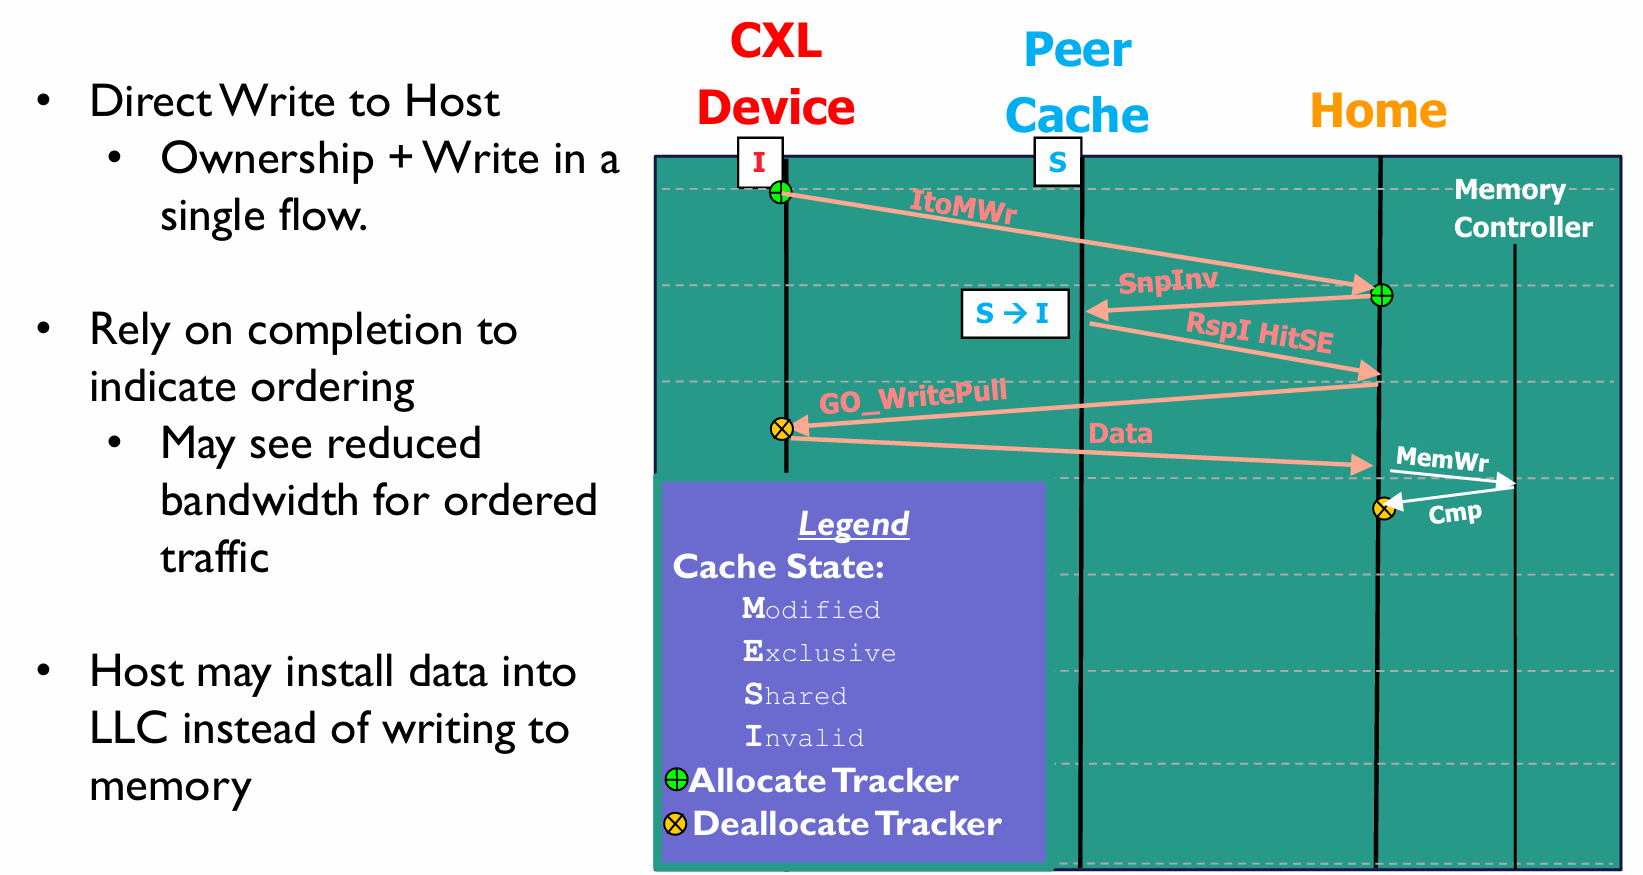 • Direct Write to Host
• Ownership + Write in a
single flow.
• Rely on completion to
indicate ordering
• May see reduced
bandwidth for ordered
traffic
• Host may install data into
LLC instead of writing to
memory
CXL
Device
Peer
Cache
Home
I
S
Memory
Controller
ItoMWr
SnpInv
S → I
RspI HitSE
GO_WritePull
Data
MemWr
Cmp
Legend
Cache State:
Modified
Exclusive
Shared
Invalid
Allocate Tracker
Deallocate Tracker